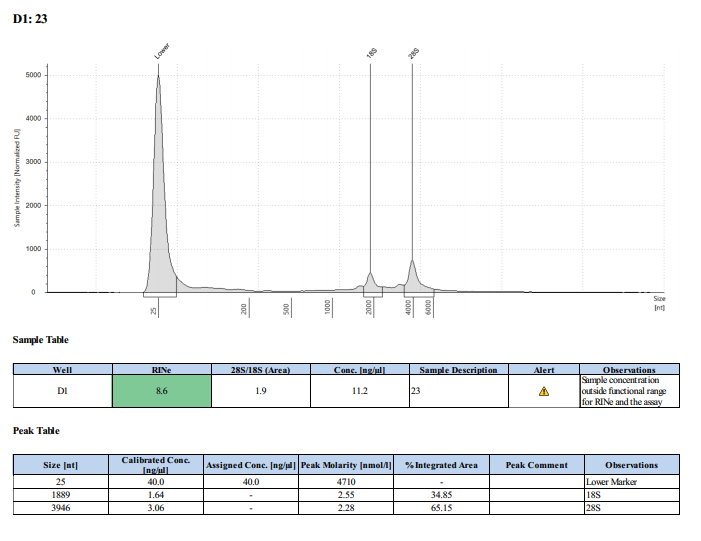 D1: 23
Lower
18S
28S
Sample Intensity [Normalized FU]
5000
4000
3000
2000
1000
0
25
200
500
1000
2000
4000
6000
Size
[nt]
Sample Table
Well RINe 28S/18S (Area) Conc. [ng/µl] Sample Description Alert Observations
D1 8.6 1.9 11.2 23 Sample concentration
outside functional range
for RINe and the assay
Peak Table
Size [nt] Calibrated Conc. [ng/µl] Assigned Conc. [ng/µl] Peak Molarity [nmol/l] % Integrated Area Peak Comment Observations
25 40.0 40.0 4710 - Lower Marker
1889 1.64 - 2.55 34.85 18S
3946 3.06 - 2.28 65.15 28S